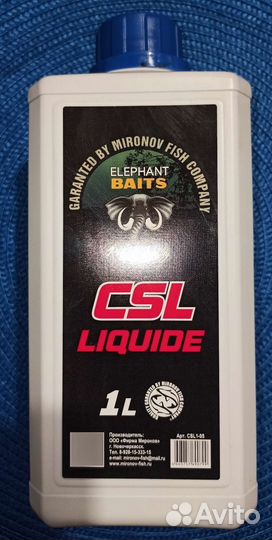 GARANTED BY MIRONOV FISH COMPANY
ELEPHANT
BAITS
CSL
LIQUIDE
1L
Производитель:
ООО «Фирма Миронов»
г. Новочеркасск.
Тел. 8-928-15-333-15
e-mail: mironov-fish@mail.ru
www.mironov-fish.ru
Арт. CSL1-05
Avito